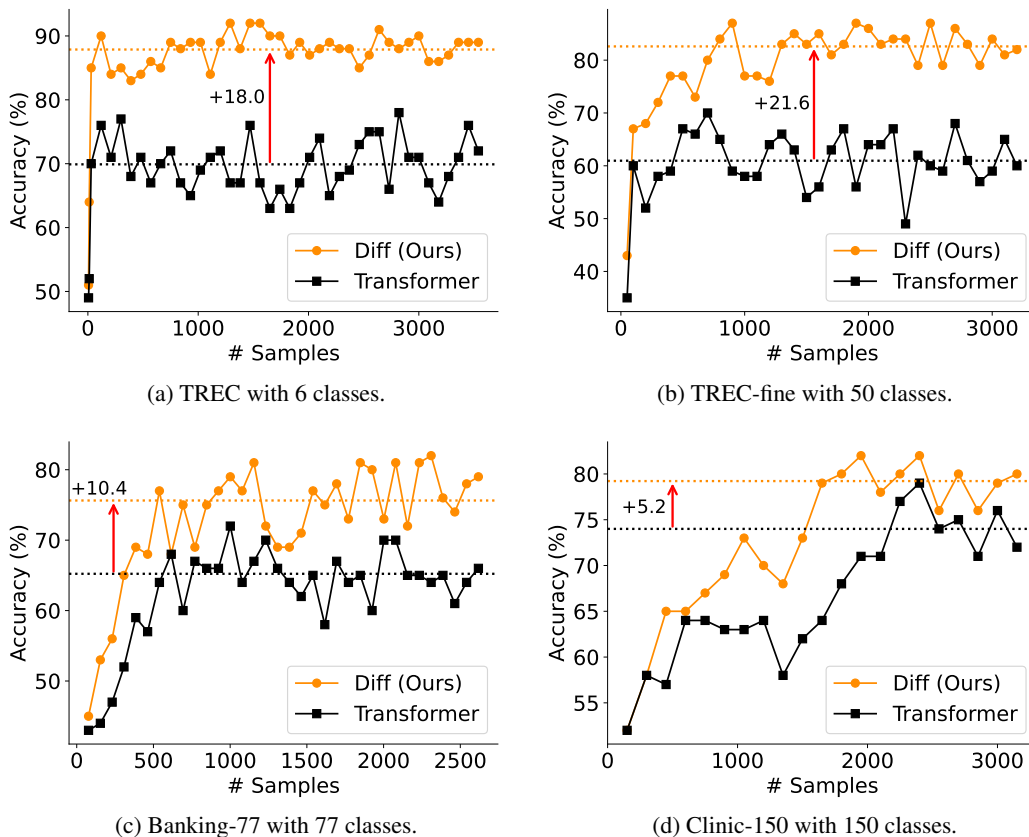 90
80
70
60
50
Accuracy (%)
+18.0
Diff (Ours)
Transformer
0 1000 2000 3000
# Samples
(a) TREC with 6 classes.
80
70
60
50
40
Accuracy (%)
+21.6
Diff (Ours)
Transformer
0 1000 2000 3000
# Samples
(b) TREC-fine with 50 classes.
80
70
60
50
Accuracy (%)
+10.4
Diff (Ours)
Transformer
0 500 1000 1500 2000 2500
# Samples
(c) Banking-77 with 77 classes.
80
75
70
65
60
55
Accuracy (%)
+5.2
Diff (Ours)
Transformer
0 1000 2000 3000
# Samples
(d) Clinic-150 with 150 classes.